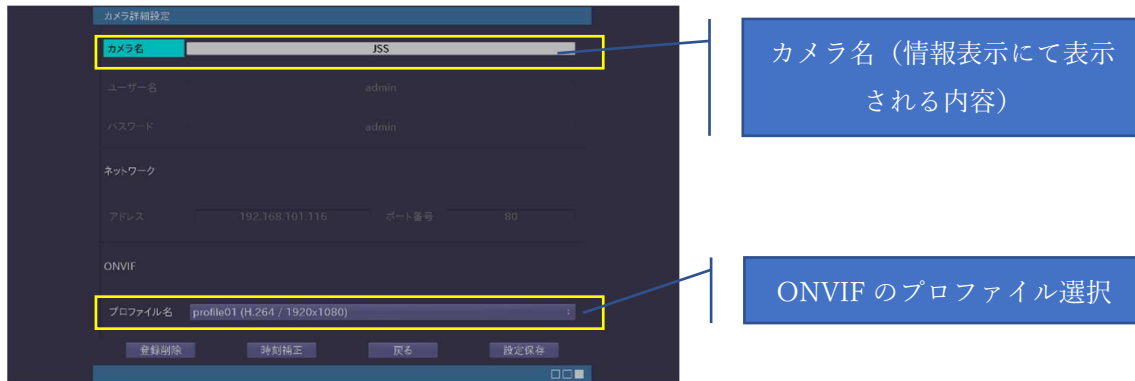 カメラ詳細設定
カメラ名 JSS
ユーザー名 admin
パスワード admin
ネットワーク
アドレス 192.168.101.116 ポート番号 80
ONVIF
プロファイル名 profile01 (H.264 / 1920x1080)
登録削除 時刻補正 戻る 設定保存
カメラ名（情報表示にて表示
される内容）
ONVIF のプロファイル選択